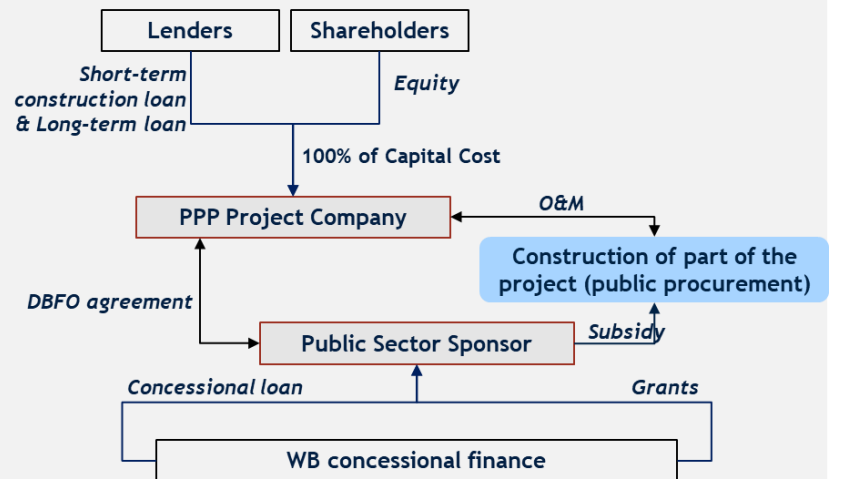 Lenders
Shareholders
Short-term
construction loan
& Long-term loan
Equity
100% of Capital Cost
PPP Project Company
O&M
Construction of part of the
project (public procurement)
DBFO agreement
Public Sector Sponsor
Subsidy
Concessional loan
Grants
WB concessional finance